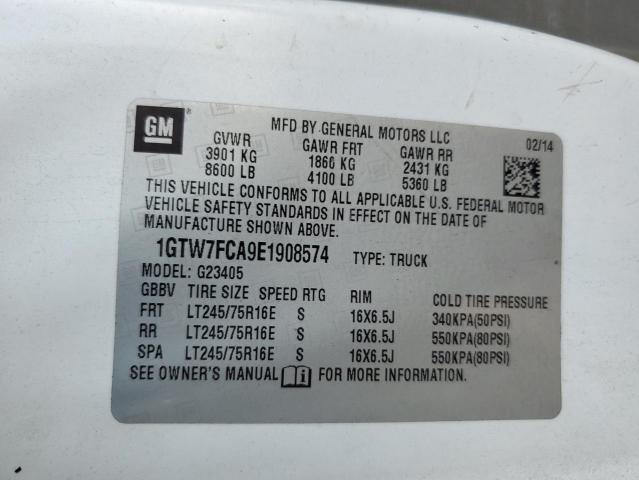 GM
MFD BY GENERAL MOTORS LLC
02/14
GVWR GAWR FRT GAWR RR
3901 KG 1860 KG 2431 KG
8600 LB 4100 LB 5360 LB
THIS VEHICLE CONFORMS TO ALL APPLICABLE U.S. FEDERAL MOTOR
VEHICLE SAFETY STANDARDS IN EFFECT ON THE DATE OF
MANUFACTURE SHOWN ABOVE.
1GTW7FCA9E1908574 TYPE: TRUCK
MODEL: G23405
GBBV TIRE SIZE SPEED RTG RIM COLD TIRE PRESSURE
FRT LT245/75R16E S 16X6.5J 340KPA(50PSI)
RR LT245/75R16E S 16X6.5J 550KPA(80PSI)
SPA LT245/75R16E S 16X6.5J 550KPA(80PSI)
SEE OWNER'S MANUAL FOR MORE INFORMATION.